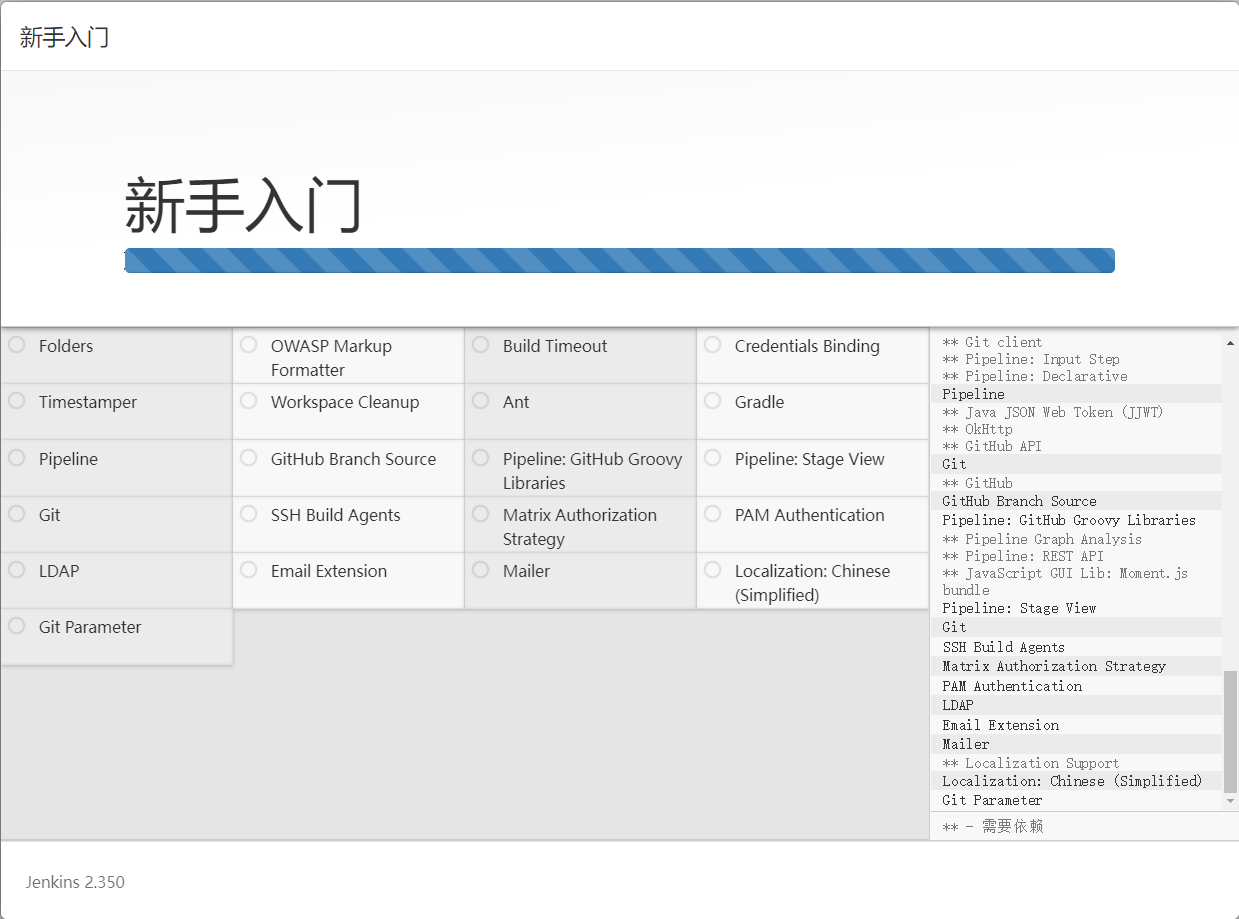 新手入门
新手入门
Folders
OWASP Markup
Formatter
Build Timeout
Credentials Binding
Timestamper
Workspace Cleanup
Ant
Gradle
Pipeline
GitHub Branch Source
Pipeline: GitHub Groovy
Libraries
Pipeline: Stage View
Git
SSH Build Agents
Matrix Authorization
Strategy
PAM Authentication
LDAP
Email Extension
Mailer
Localization: Chinese
(Simplified)
Git Parameter
** Git client
** Pipeline: Input Step
** Pipeline: Declarative
Pipeline
** Java JSON Web Token (JJWT)
** OkHttp
** GitHub API
Git
** GitHub
GitHub Branch Source
Pipeline: GitHub Groovy Libraries
** Pipeline Graph Analysis
** Pipeline: REST API
** JavaScript GUI Lib: Moment.js
bundle
Pipeline: Stage View
Git
SSH Build Agents
Matrix Authorization Strategy
PAM Authentication
LDAP
Email Extension
Mailer
** Localization Support
Localization: Chinese (Simplified)
Git Parameter
** - 需要依赖
Jenkins 2.350